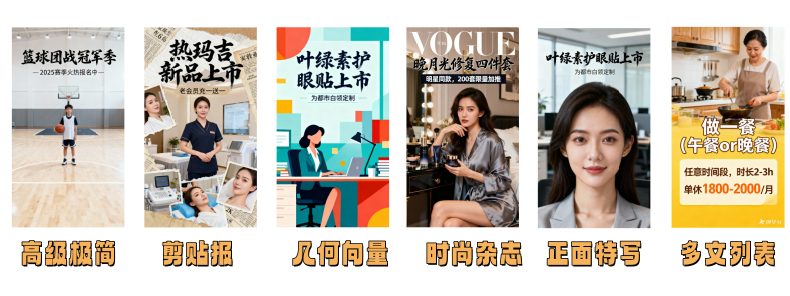 篮球团战冠军季
2025赛季火热报名中
热玛吉
新品上市
老会员充一送一
叶绿素护
眼贴上市
为都市白领定制
VOGUE
晚月光修复四件套
明星同款，200套限量加推
叶绿素护眼贴上市
为都市白领定制
做一餐
（午餐or晚餐）
任意时间段，时长2-3h
单休1800-2000/月
高级极简
剪贴报
几何向量
时尚杂志
正面特写
多文列表